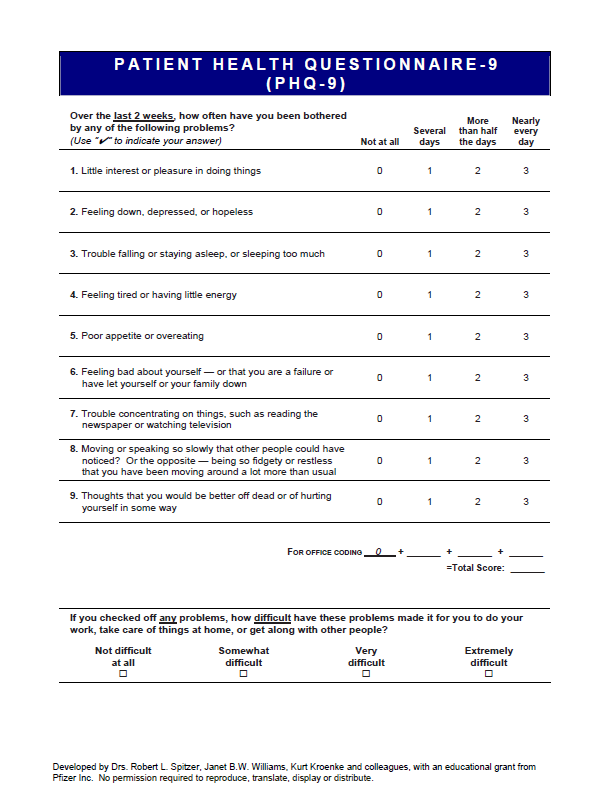 PATIENT HEALTH QUESTIONNAIRE-9
(PHQ-9)
Over the last 2 weeks, how often have you been bothered
by any of the following problems?
(Use "✔" to indicate your answer)
Not at all
Several
days
More
than half
the days
Nearly
every
day
1. Little interest or pleasure in doing things 0 1 2 3
2. Feeling down, depressed, or hopeless 0 1 2 3
3. Trouble falling or staying asleep, or sleeping too much 0 1 2 3
4. Feeling tired or having little energy 0 1 2 3
5. Poor appetite or overeating 0 1 2 3
6. Feeling bad about yourself — or that you are a failure or
have let yourself or your family down 0 1 2 3
7. Trouble concentrating on things, such as reading the
newspaper or watching television 0 1 2 3
8. Moving or speaking so slowly that other people could have
noticed? Or the opposite — being so fidgety or restless
that you have been moving around a lot more than usual 0 1 2 3
9. Thoughts that you would be better off dead or of hurting
yourself in some way 0 1 2 3
FOR OFFICE CODING 0 + ______ + ______ + ______
=Total Score: ______
If you checked off any problems, how difficult have these problems made it for you to do your
work, take care of things at home, or get along with other people?
Not difficult
at all
☐
Somewhat
difficult
☐
Very
difficult
☐
Extremely
difficult
☐
Developed by Drs. Robert L. Spitzer, Janet B.W. Williams, Kurt Kroenke and colleagues, with an educational grant from
Pfizer Inc. No permission required to reproduce, translate, display or distribute.